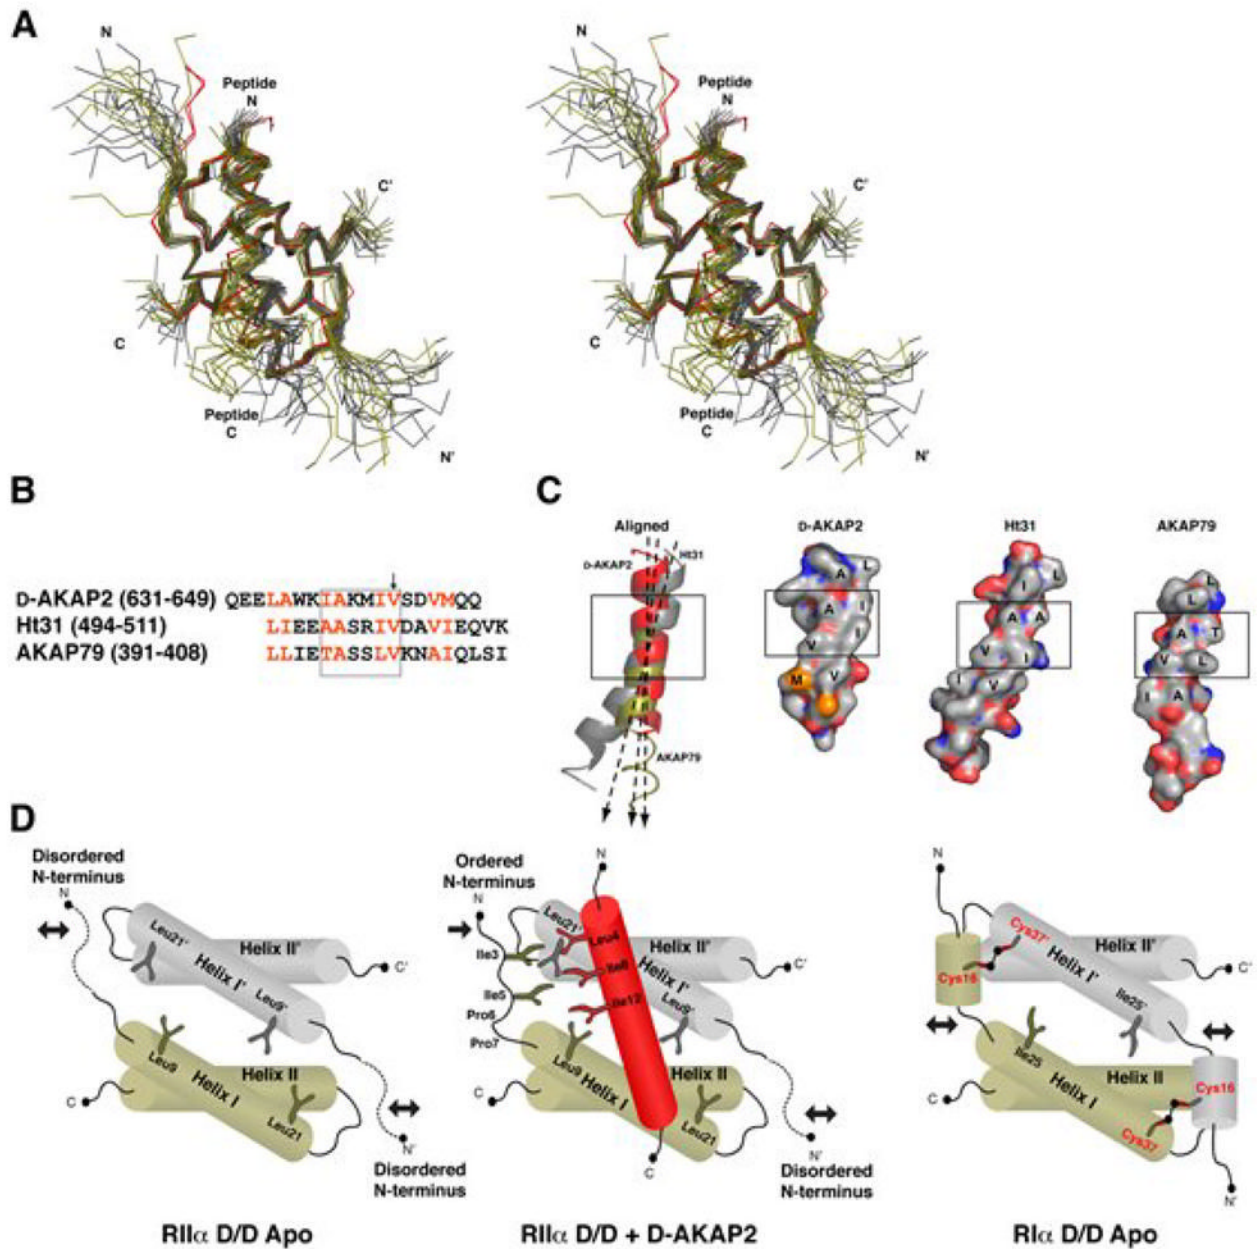 A
N
Peptide
N
C'
C
Peptide
C
N'
N
Peptide
N
C'
C
Peptide
C
N'
B
D-AKAP2 (631-649) QEELAWKIAKMIVSDVMQQ
Ht31 (494-511) LIEEAASRIVDAVIEQVK
AKAP79 (391-408) LLIETASSLVKNAIQLSI
C
Aligned
D-AKAP2
Ht31
AKAP79
D-AKAP2
A
L
A
I
V
I
M
V
Ht31
I
L
A
A
V
I
I
V
AKAP79
L
L
A
T
V
L
I
A
D
Disordered
N-terminus
N
Leu21'
Helix II'
Helix I'
C'
Leu9'
Leu9
Helix II
Helix I
C
Leu21
N'
Disordered
N-terminus
RIIα D/D Apo
Ordered
N-terminus
N
N
Leu21'
Leu4
Helix II'
Ile3
Ile8
Helix I'
C'
Ile5
Ile12
Leu9'
Pro6
Pro7
Leu9
Helix II
Helix I
Leu21
C
N'
Disordered
N-terminus
RIIα D/D + D-AKAP2
N
Cys37'
Helix II'
Cys16
Helix I'
C'
Ile25'
Ile25
Helix II
Cys16
Helix I
C
Cys37
N'
RIα D/D Apo